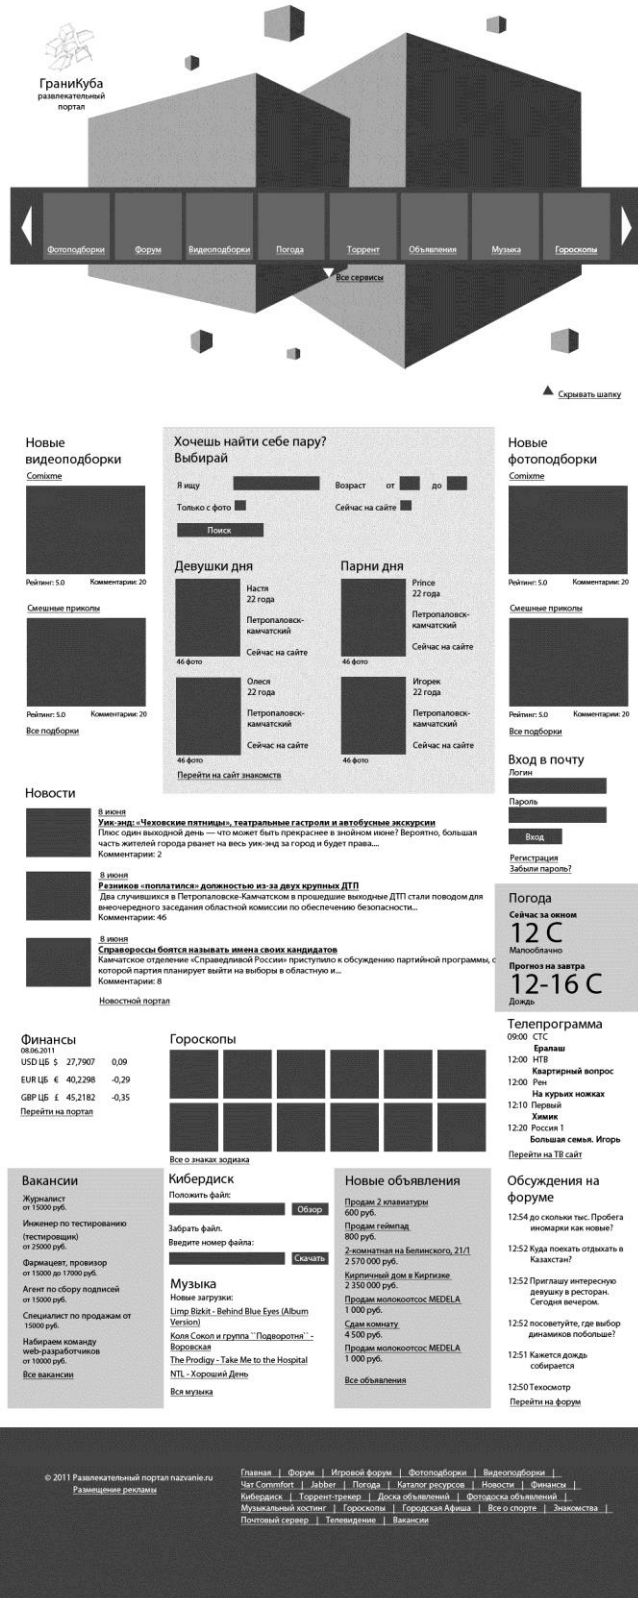 ГраниКуба
развлекательный
портал
Фотоподборки
Форум
Видеоподборки
Погода
Торрент
Объявления
Музыка
Гороскопы
Все сервисы
Скрывать шапку
Новые
видеоподборки
Comixme
Рейтинг: 5.0 Комментарии: 20
Смешные приколы
Рейтинг: 5.0 Комментарии: 20
Все подборки
Хочешь найти себе пару?
Выбирай
Я ищу
Возраст от до
Только с фото
Сейчас на сайте
Поиск
Девушки дня
Настя
22 года
Петропаловск-
камчатский
Сейчас на сайте
46 фото
Олеся
22 года
Петропаловск-
камчатский
Сейчас на сайте
46 фото
Парни дня
Prince
22 года
Петропаловск-
камчатский
Сейчас на сайте
46 фото
Игорек
22 года
Петропаловск-
камчатский
Сейчас на сайте
46 фото
Перейти на сайт знакомств
Новые
фотоподборки
Comixme
Рейтинг: 5.0 Комментарии: 20
Смешные приколы
Рейтинг: 5.0 Комментарии: 20
Все подборки
Вход в почту
Логин
Пароль
Вход
Регистрация
Забыли пароль?
Новости
8 июня
Уик-энд: «Чеховские пятницы», театральные гастроли и автобусные экскурсии
Плюс один выходной день — что может быть прекраснее в знойном июне? Вероятно, большая
часть жителей города рванет на весь уик-энд за город и будет права....
Комментарии: 2
8 июня
Резников «поплатился» должностью из-за двух крупных ДТП
Два случившихся в Петропаловске-Камчатском в прошедшие выходные ДТП стали поводом для
внеочередного заседания областной комиссии по обеспечению безопасности...
Комментарии: 46
8 июня
Справороссы боятся называть имена своих кандидатов
Камчатское отделение «Справедливой России» приступило к обсуждению партийной программы, с
которой партия планирует выйти на выборы в областную и...
Комментарии: 8
Новостной портал
Погода
Сейчас за окном
12 С
Малооблачно
Прогноз на завтра
12-16 С
Дождь
Телепрограмма
09:00 СТС
Ералаш
12:00 НТВ
Квартирный вопрос
12:00 Рен
На курьих ножках
12:10 Первый
Химик
12:20 Россия 1
Большая семья. Игорь
Перейти на ТВ сайт
Финансы
08.06.2011
USD ЦБ $ 27,7907 0,09
EUR ЦБ € 40,2298 -0,29
GBP ЦБ £ 45,2182 -0,35
Перейти на портал
Гороскопы
Все о знаках зодиака
Вакансии
Журналист
от 15000 руб.
Инженер по тестированию
(тестировщик)
от 25000 руб.
Фармацевт, провизор
от 15000 до 17000 руб.
Агент по сбору подписей
от 15000 руб.
Специалист по продажам от
15000 руб.
Набираем команду
web-разработчиков
от 10000 руб.
Все вакансии
Кибердиск
Положить файл:
Обзор
Забрать файл.
Введите номер файла:
Скачать
Музыка
Новые загрузки:
Limp Bizkit - Behind Blue Eyes (Album
Version)
Коля Сокол и группа ``Подворотня`` -
Воровская
The Prodigy - Take Me to the Hospital
NTL - Хороший День
Вся музыка
Новые объявления
Продам 2 клавиатуры
600 руб.
Продам геймпад
800 руб.
2-комнатная на Белинского, 21/1
2 570 000 руб.
Кирпичный дом в Киргизке
2 350 000 руб.
Продам молокоотсос MEDELA
1 000 руб.
Сдам комнату
4 500 руб.
Продам молокоотсос MEDELA
1 000 руб.
Все объявления
Обсуждения на
форуме
12:54 до скольки тыс. Пробега
иномарки как новые?
12:52 Куда поехать отдыхать в
Казахстан?
12:52 Приглашу интересную
девушку в ресторан.
Сегодня вечером.
12:52 посоветуйте, где выбор
динамиков побольше?
12:51 Кажется дождь
собирается
12:50 Техосмотр
Перейти на форум
© 2011 Развлекательный портал nazvanie.ru
Размещение рекламы
Главная | Форум | Игровой форум | Фотоподборки | Видеоподборки |
Чат Commfort | Jabber | Погода | Каталог ресурсов | Новости | Финансы |
Кибердиск | Торрент-трекер | Доска объявлений | Фотодоска объявлений |
Музыкальный хостинг | Гороскопы | Городская Афиша | Все о спорте | Знакомства |
Почтовый сервер | Телевидение | Вакансии